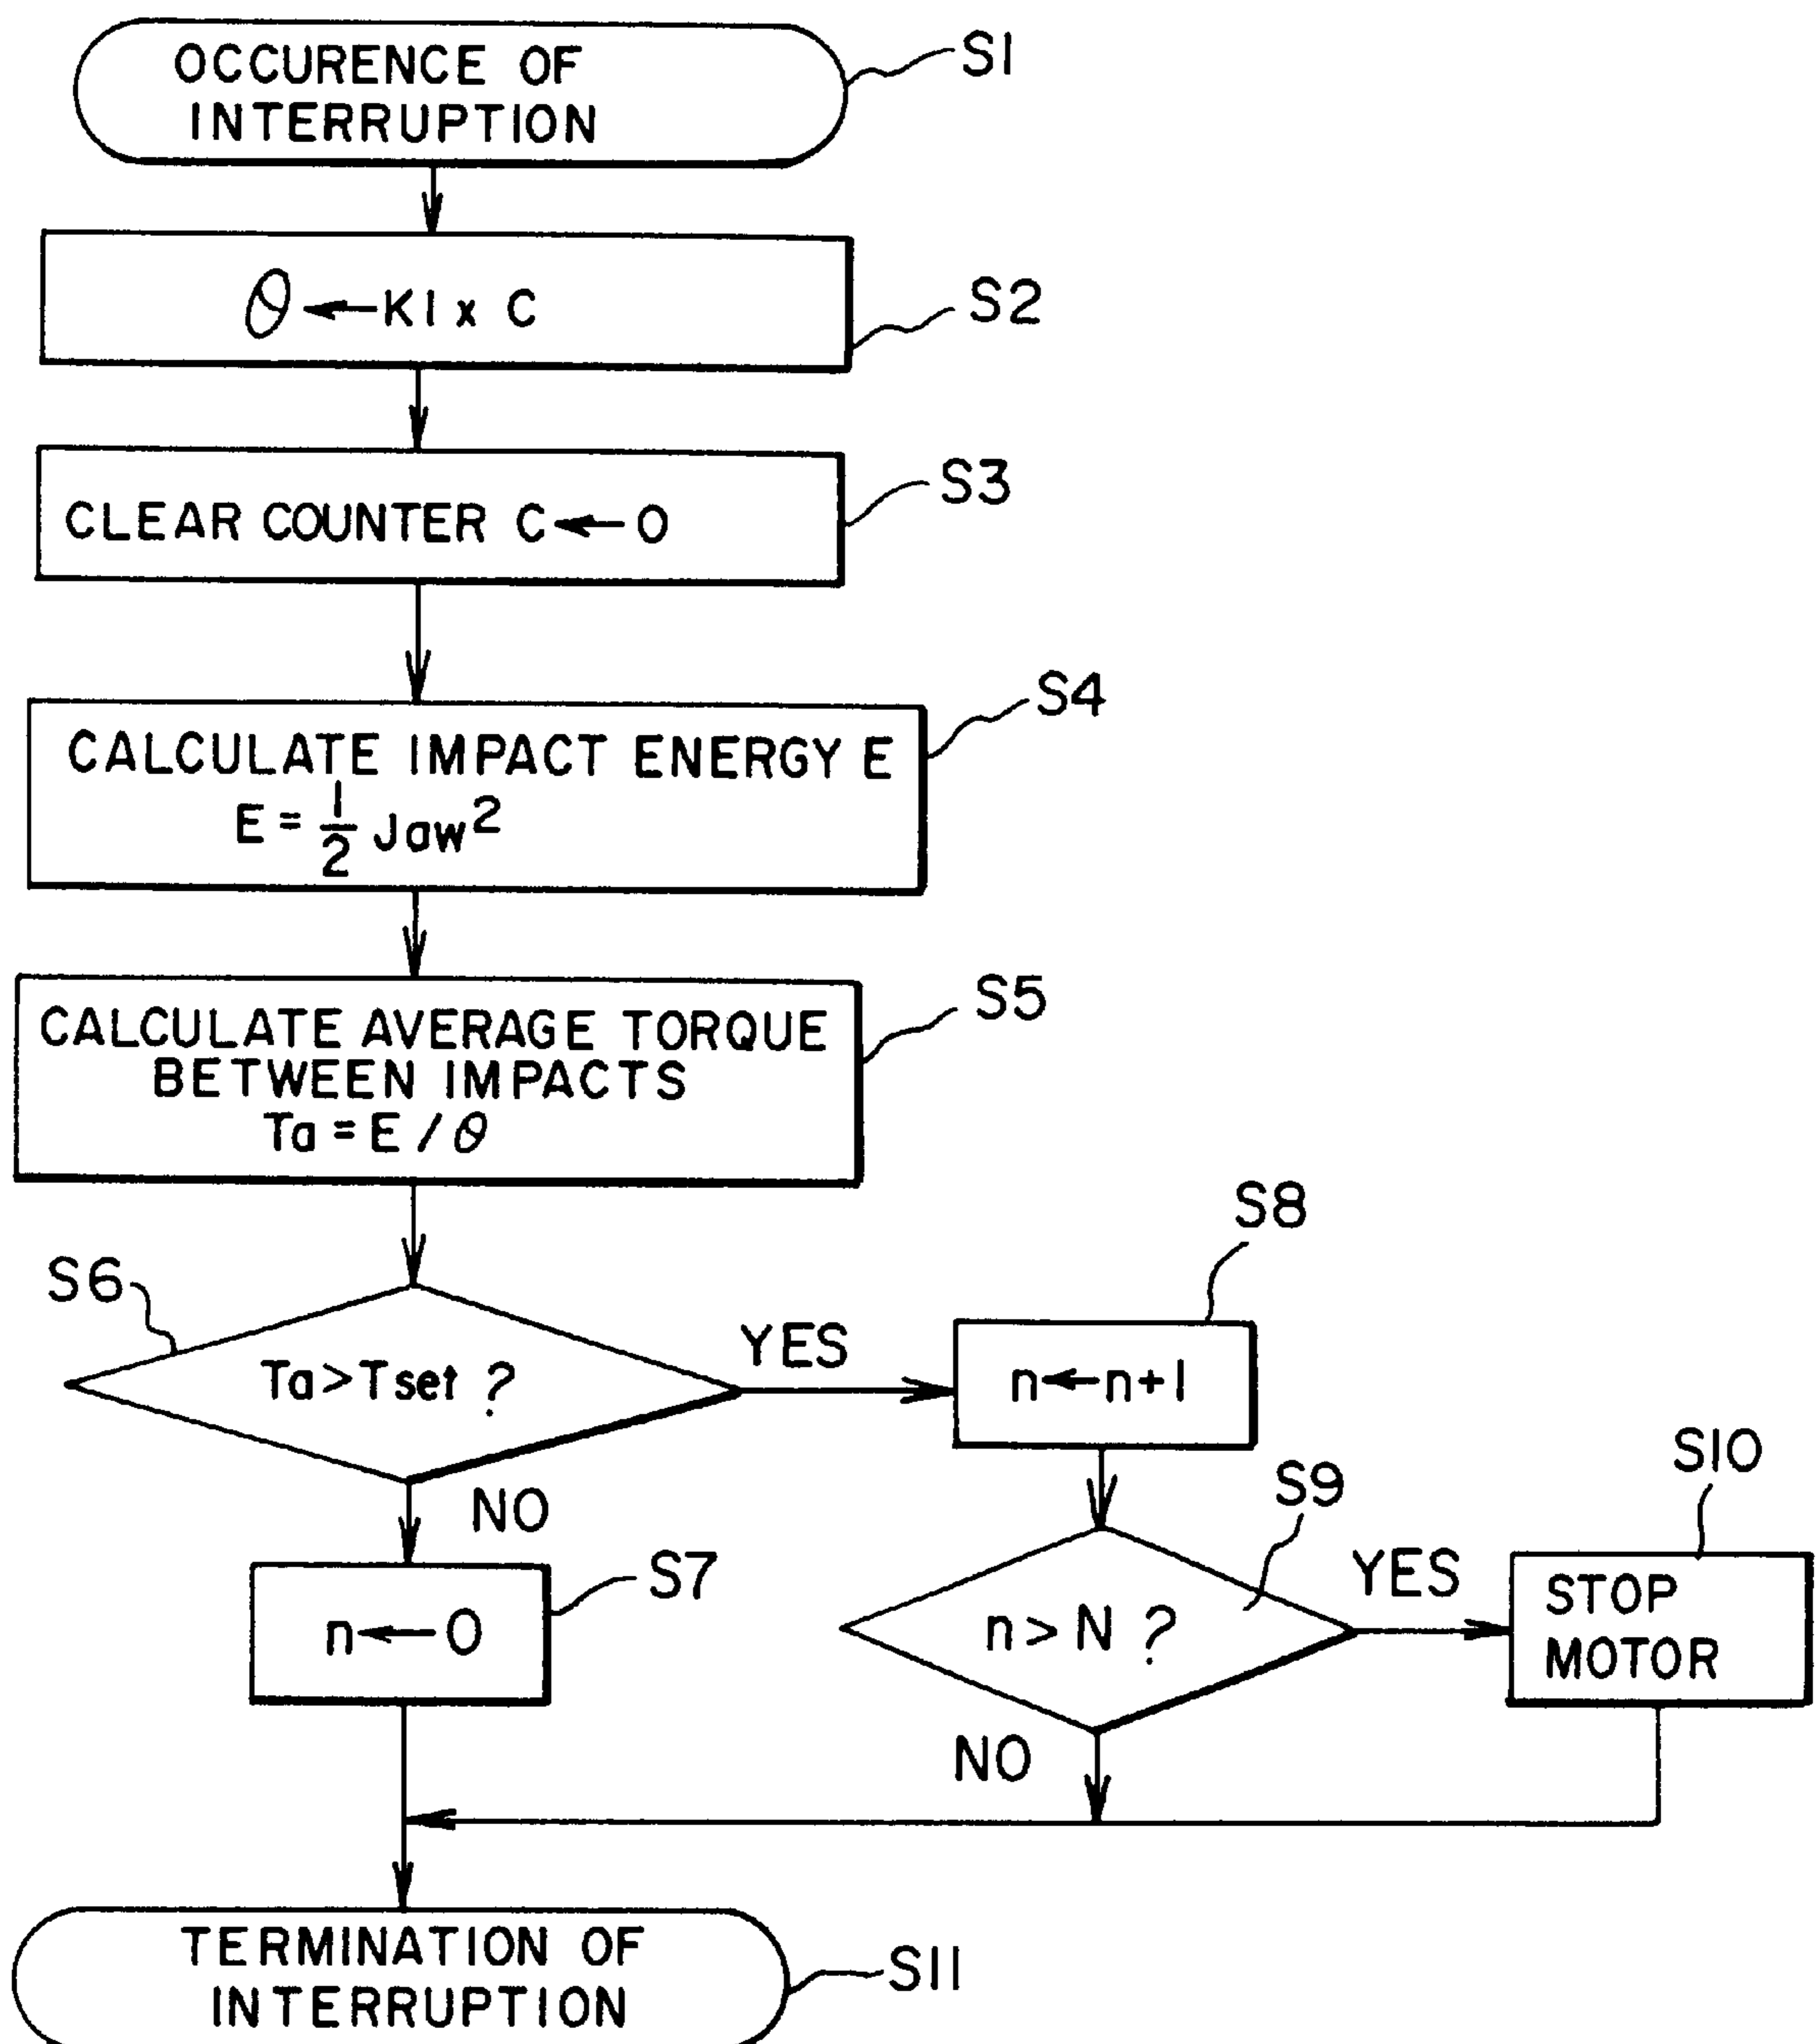 OCCURENCE OF
INTERRUPTION
S1
θ ← K1 x C
S2
CLEAR COUNTER C ← 0
S3
CALCULATE IMPACT ENERGY E
E = 1/2 Jaw²
S4
CALCULATE AVERAGE TORQUE
BETWEEN IMPACTS
Ta = E / θ
S5
S6
Ta > Tset ?
YES
NO
S7
n ← 0
S8
n ← n+1
S9
n > N ?
YES
NO
S10
STOP
MOTOR
TERMINATION OF
INTERRUPTION
S11